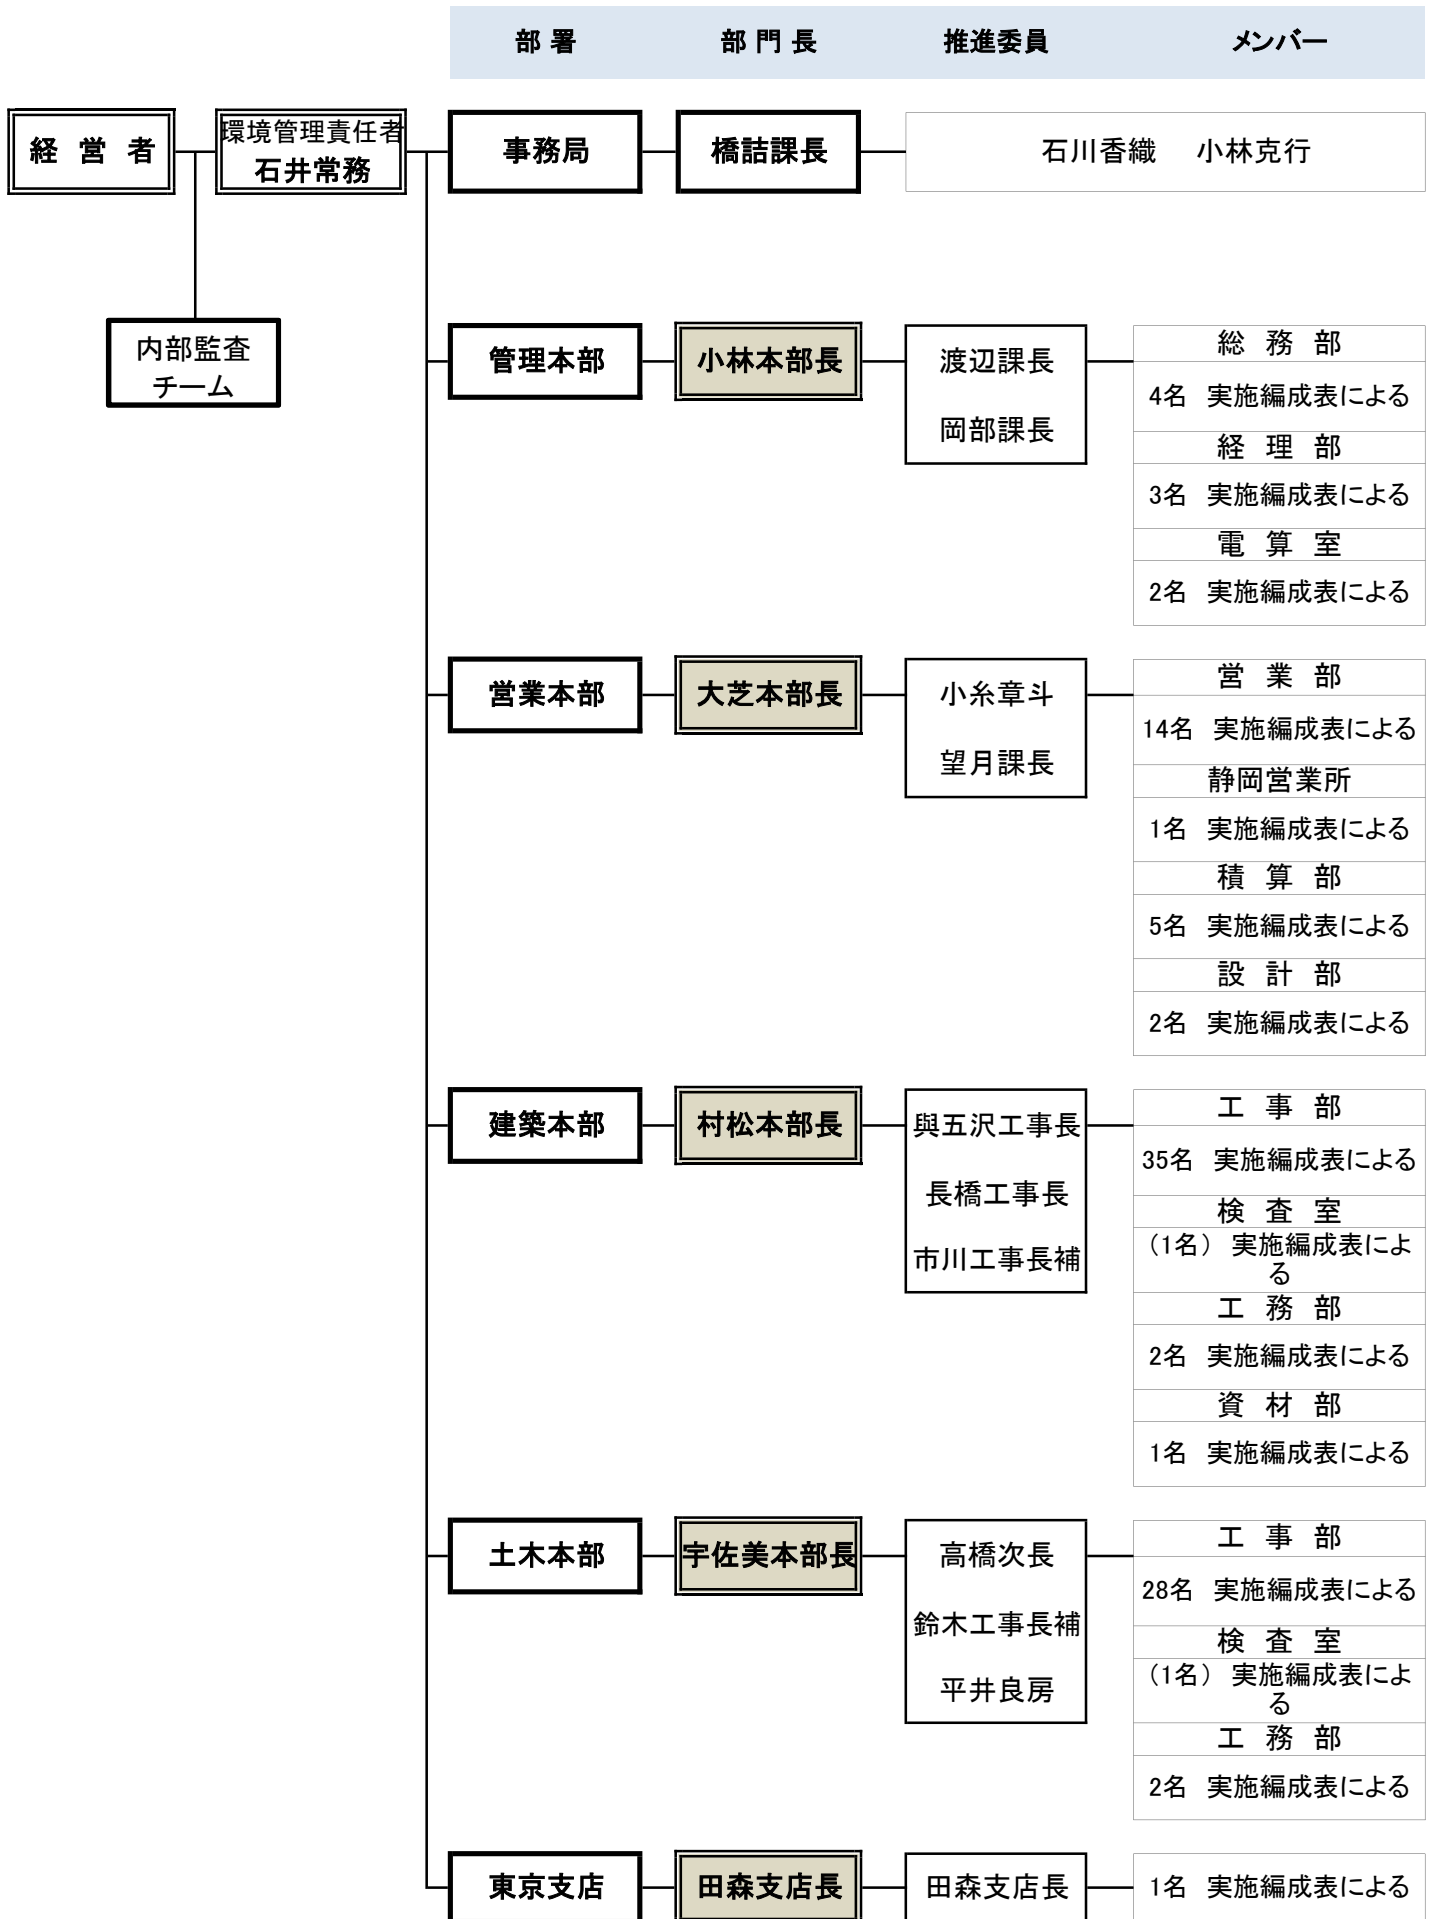 部 署 部 門 長 推進委員 メンバー
経 営 者
環境管理責任者
石井常務
事務局 橋詰課長 石川香織 小林克行
内部監査
チーム
管理本部 小林本部長
渡辺課長
岡部課長
総 務 部
4名 実施編成表による
経 理 部
3名 実施編成表による
電 算 室
2名 実施編成表による
営業本部 大芝本部長
小糸章斗
望月課長
営 業 部
14名 実施編成表による
静岡営業所
1名 実施編成表による
積 算 部
5名 実施編成表による
設 計 部
2名 実施編成表による
建築本部 村松本部長
與五沢工事長
長橋工事長
市川工事長補
工 事 部
35名 実施編成表による
検 査 室
(1名) 実施編成表によ
る
工 務 部
2名 実施編成表による
資 材 部
1名 実施編成表による
土木本部 宇佐美本部長
高橋次長
鈴木工事長補
平井良房
工 事 部
28名 実施編成表による
検 査 室
(1名) 実施編成表によ
る
工 務 部
2名 実施編成表による
東京支店 田森支店長 田森支店長 1名 実施編成表による